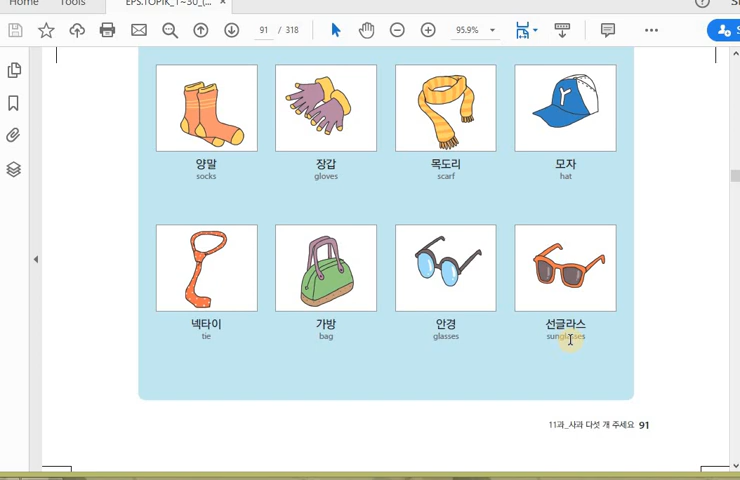 Home Tools EPS.TOPIK_1~30_(... ×
91 / 318 95.9%
Y
양말 장갑 목도리 모자
socks gloves scarf hat
넥타이 가방 안경 선글라스
tie bag glasses sunglasses
11과_사과 다섯 개 주세요 91